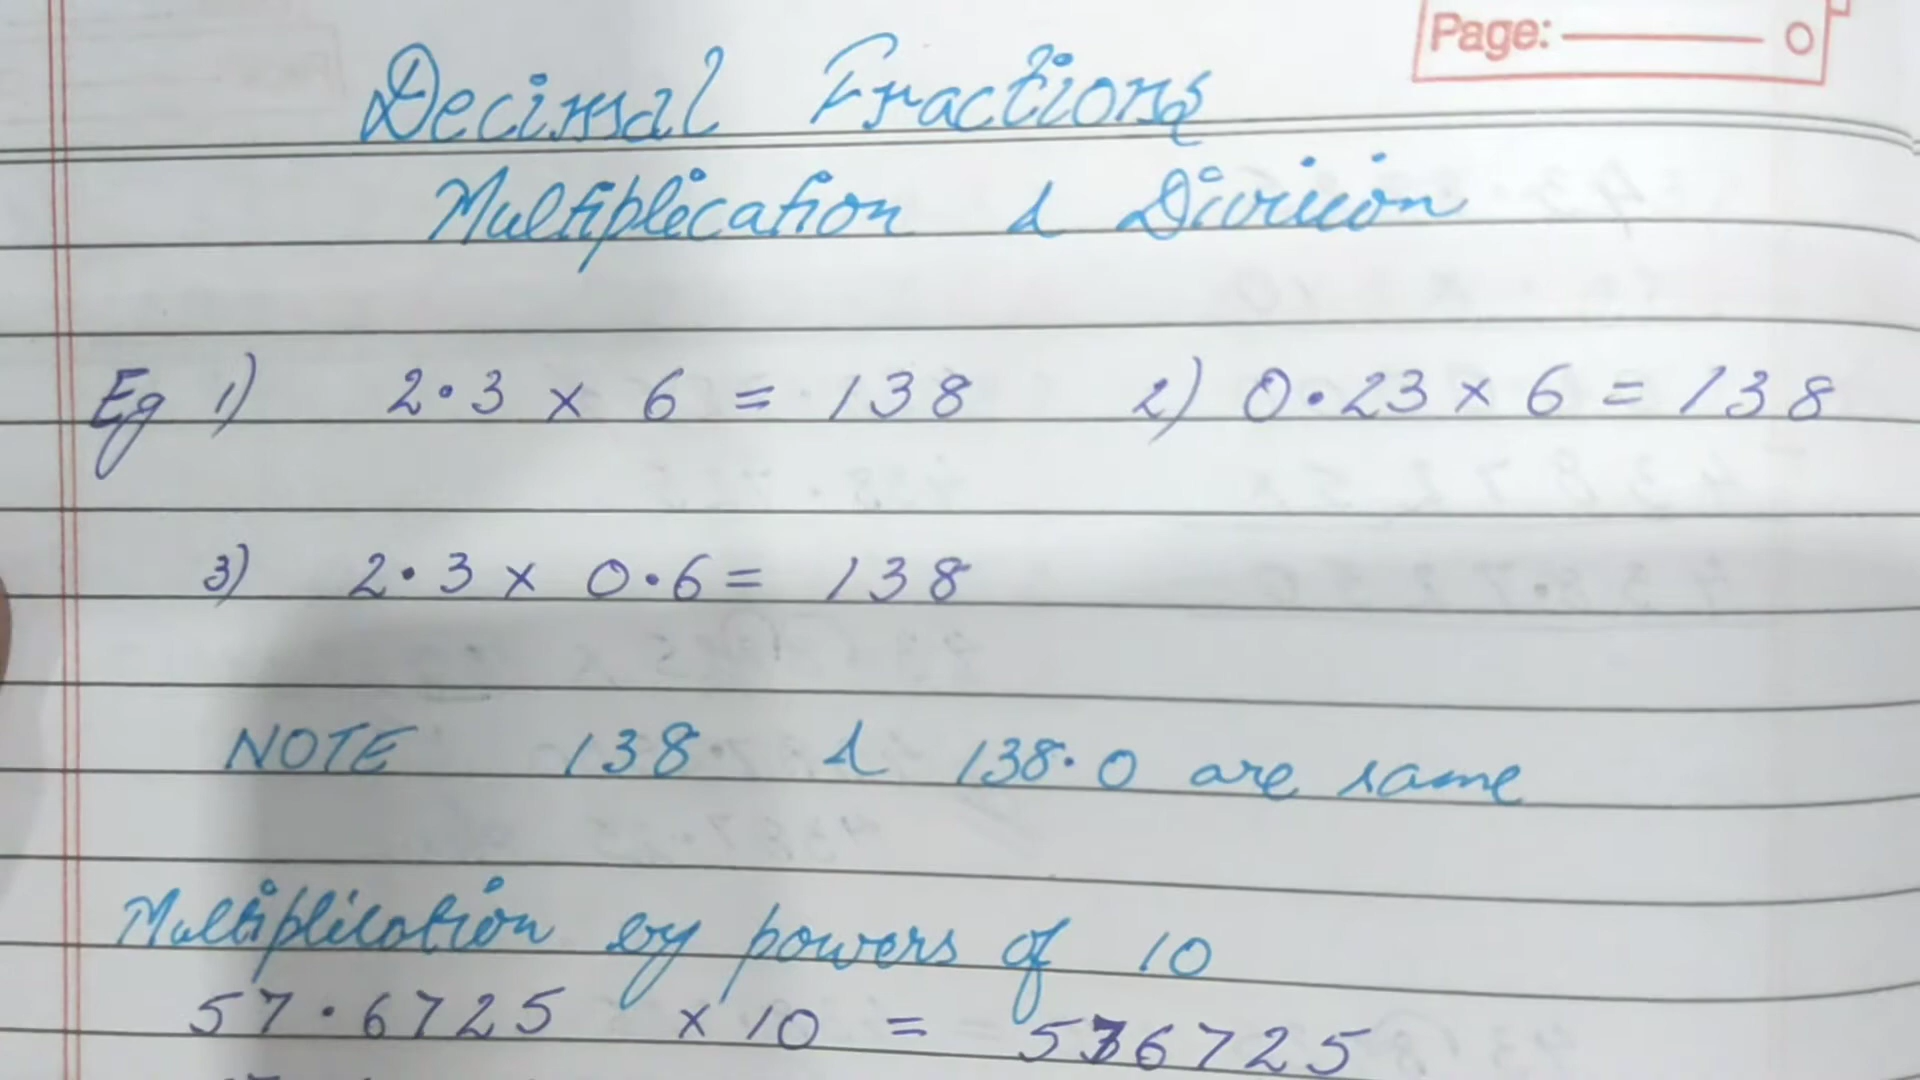 Page:
Decimal Fractions
Multiplication & Division
Eg 1) 2.3 x 6 = 138 2) 0.23 x 6 = 138
3) 2.3 x 0.6 = 138
NOTE 138 & 138.0 are same
Multiplication by powers of 10
57.6725 x 10 = 576725